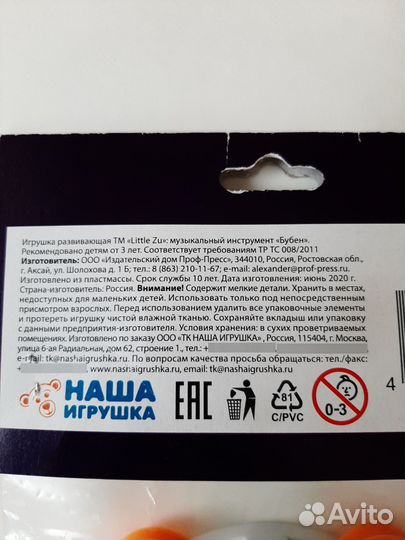 Игрушка развивающая ТМ «Little Zu»: музыкальный инструмент «Бубен».
Рекомендовано детям от 3 лет. Соответствует требованиям ТР ТС 008/2011
Изготовитель: ООО «Издательский дом Проф-Пресс», 344010, Россия, Ростовская обл.,
г. Аксай, ул. Шолохова д. 1 Б; тел.: 8 (863) 210-11-67; e-mail: alexander@prof-press.ru.
Изготовлено из пластмассы. Срок службы 10 лет. Дата изготовления: июнь 2020 г.
Страна-изготовитель: Россия. Внимание! Содержит мелкие детали. Хранить в местах,
недоступных для маленьких детей. Использовать только под непосредственным
присмотром взрослых. Перед использованием удалить все упаковочные элементы
и протереть игрушку чистой влажной тканью. Сохраняйте вкладыш или упаковку
с данными предприятия-изготовителя. Условия хранения: в сухих проветриваемых
помещениях. Изготовлено по заказу ООО «ТК НАША ИГРУШКА», Россия, 115404, г. Москва,
улица 6-ая Радиальная, дом 62, строение 1., тел.: +
e-mail: tk@nashaigrushka.ru. По вопросам качества просьба обращаться: тел./факс:
+ www.nashaigrushka.ru, email: tk@nashaigrushka.ru
НАША
ИГРУШКА
EAC
81
C/PVC
0-3
4
Avito